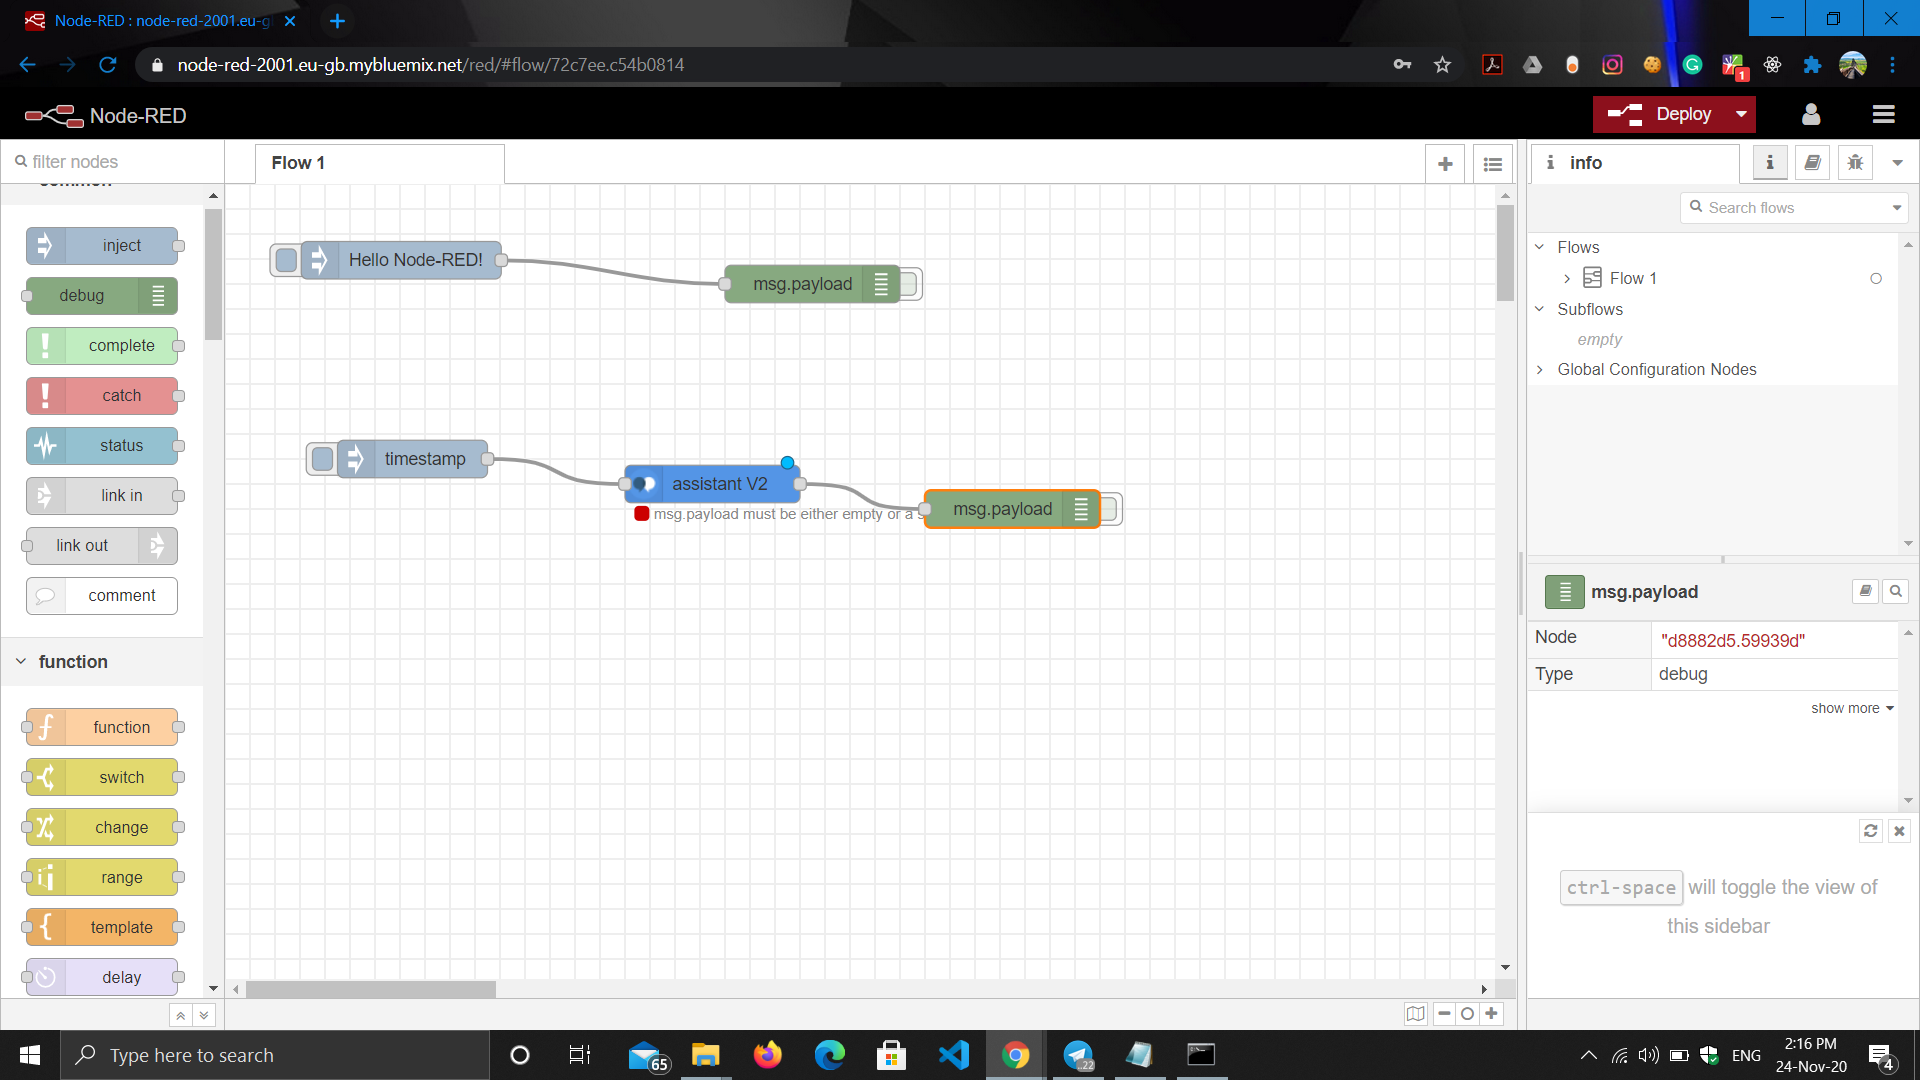 Node-RED : node-red-2001.eu-g
node-red-2001.eu-gb.mybluemix.net/red/#flow/72c7ee.c54b0814
1
Node-RED
Deploy
filter nodes
Flow 1
i info
i
common
Search flows
inject
Hello Node-RED!
msg.payload
Flows
Flow 1
debug
Subflows
empty
complete
Global Configuration Nodes
catch
status
timestamp
assistant V2
link in
msg.payload must be either empty or a s
msg.payload
link out
comment
msg.payload
Node
"d8882d5.59939d"
function
Type
debug
show more
function
switch
change
range
ctrl-space will toggle the view of
this sidebar
template
delay
Type here to search
65
22
ENG
2:16 PM
24-Nov-20
4